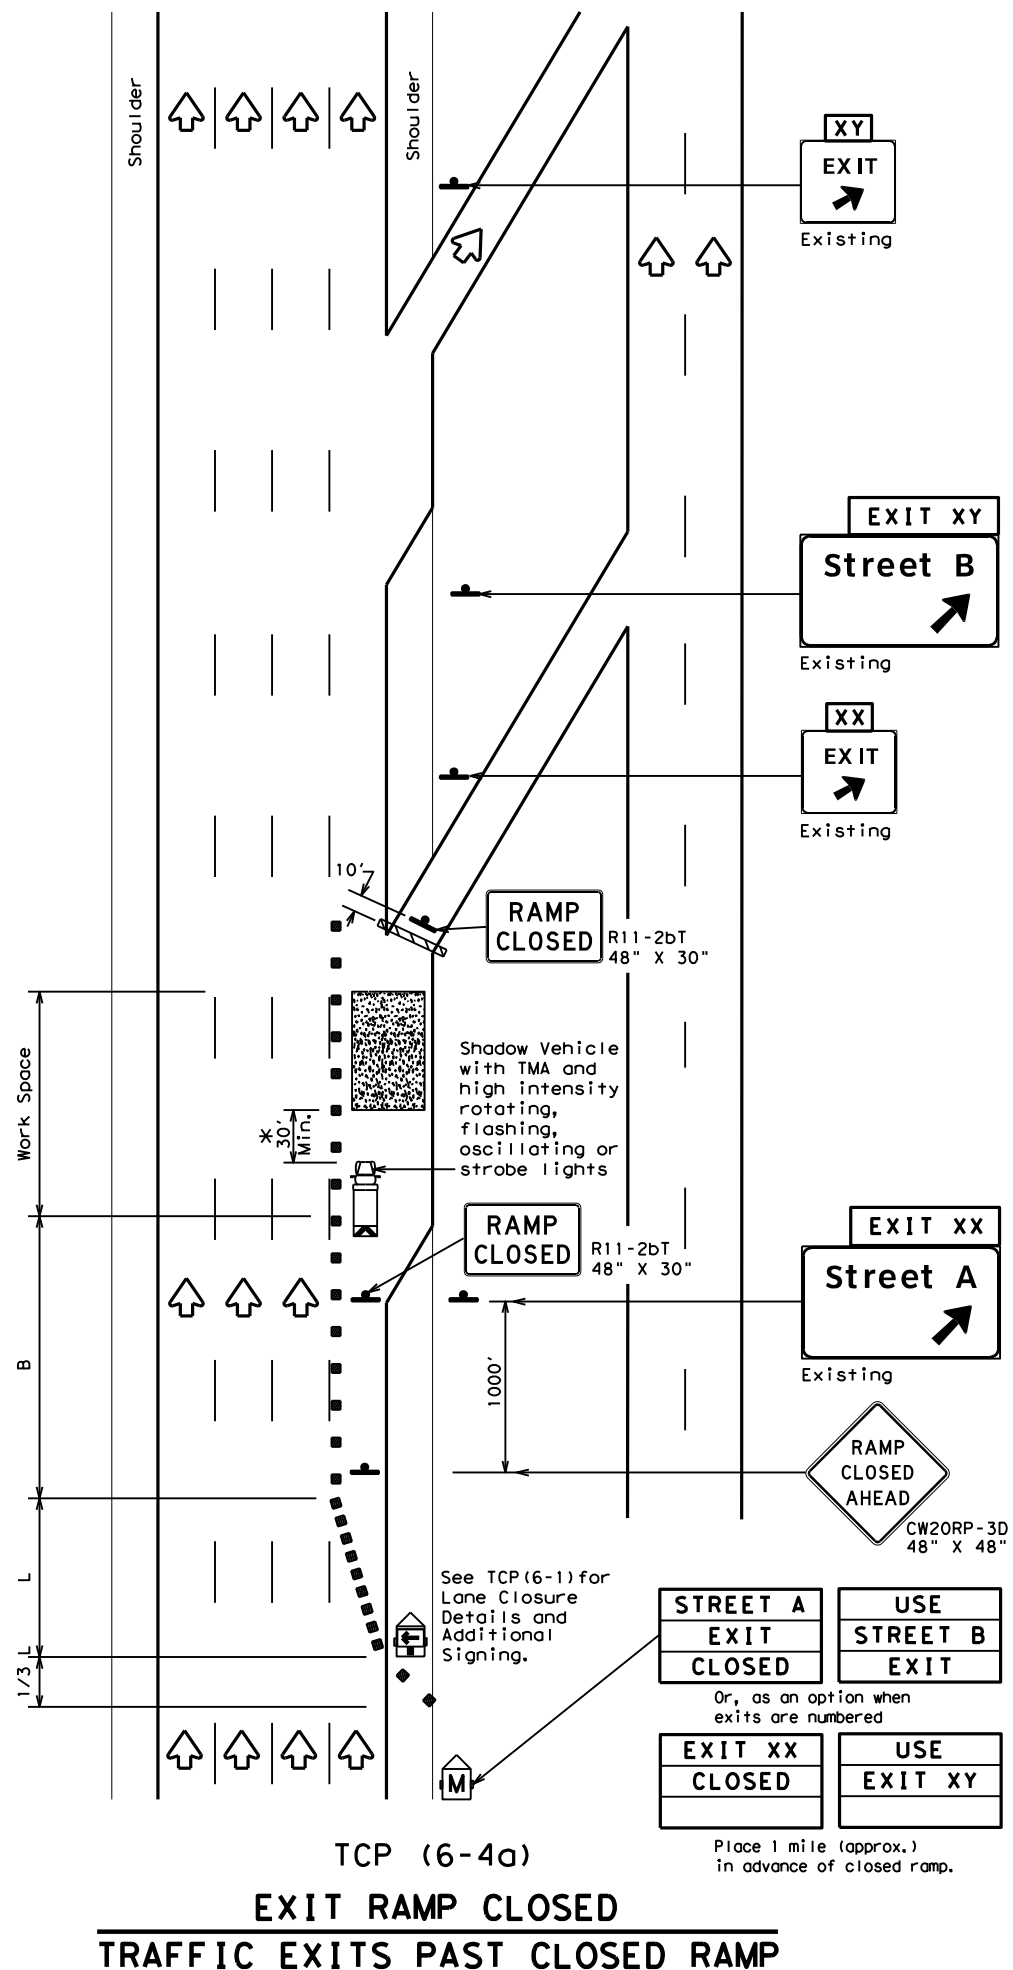 Shoulder
Shoulder
XY
EXIT
Existing
EXIT XY
Street B
Existing
XX
EXIT
Existing
10'
RAMP
CLOSED
R11-2bT
48" X 30"
Work Space
*
30'
Min.
Shadow Vehicle
with TMA and
high intensity
rotating,
flashing,
oscillating or
strobe lights
RAMP
CLOSED
R11-2bT
48" X 30"
EXIT XX
Street A
Existing
B
1000'
RAMP
CLOSED
AHEAD
CW20RP-3D
48" X 48"
L
See TCP(6-1)for
Lane Closure
Details and
Additional
Signing.
1/3 L
STREET A
EXIT
CLOSED
USE
STREET B
EXIT
Or, as an option when
exits are numbered
EXIT XX
CLOSED
USE
EXIT XY
M
Place 1 mile (approx.)
in advance of closed ramp.
TCP (6-4a)
EXIT RAMP CLOSED
TRAFFIC EXITS PAST CLOSED RAMP